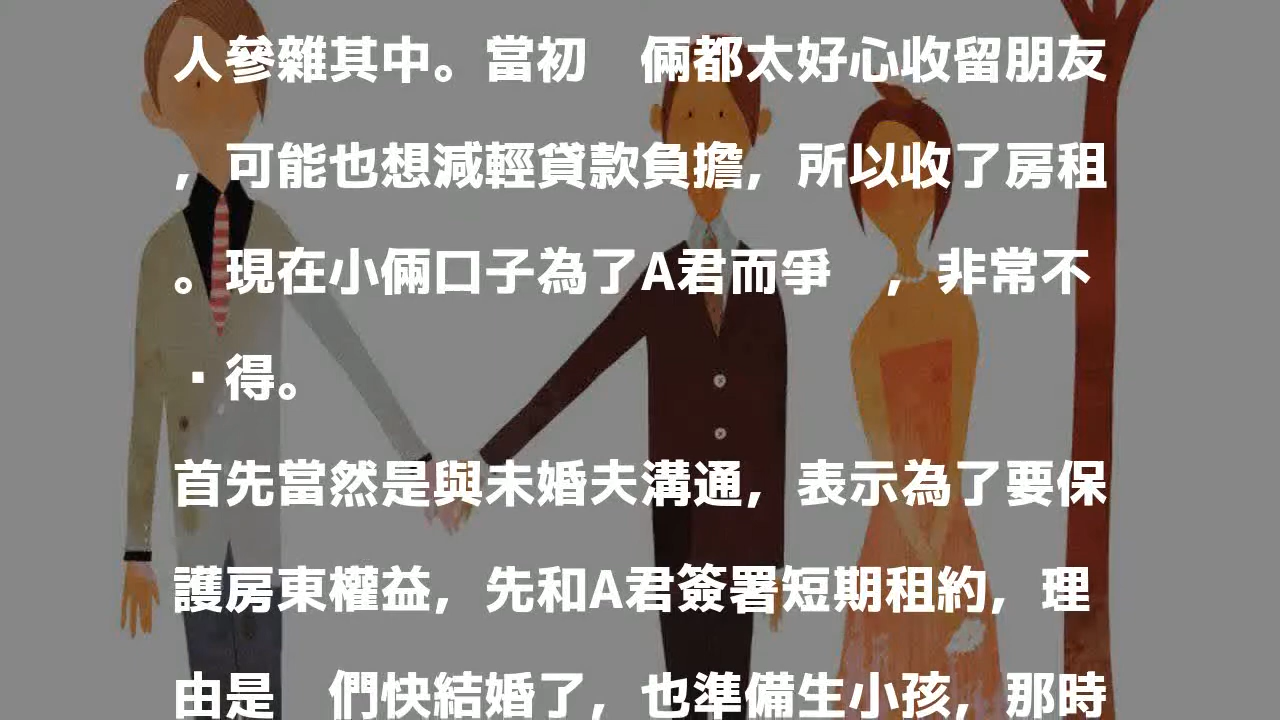 人參雜其中。當初　倆都太好心收留朋友
，可能也想減輕貸款負擔，所以收了房租
。現在小倆口子為了A君而爭　，非常不
▪得。
首先當然是與未婚夫溝通，表示為了要保
護房東權益，先和A君簽署短期租約，理
由是　們快結婚了，也準備生小孩，那時